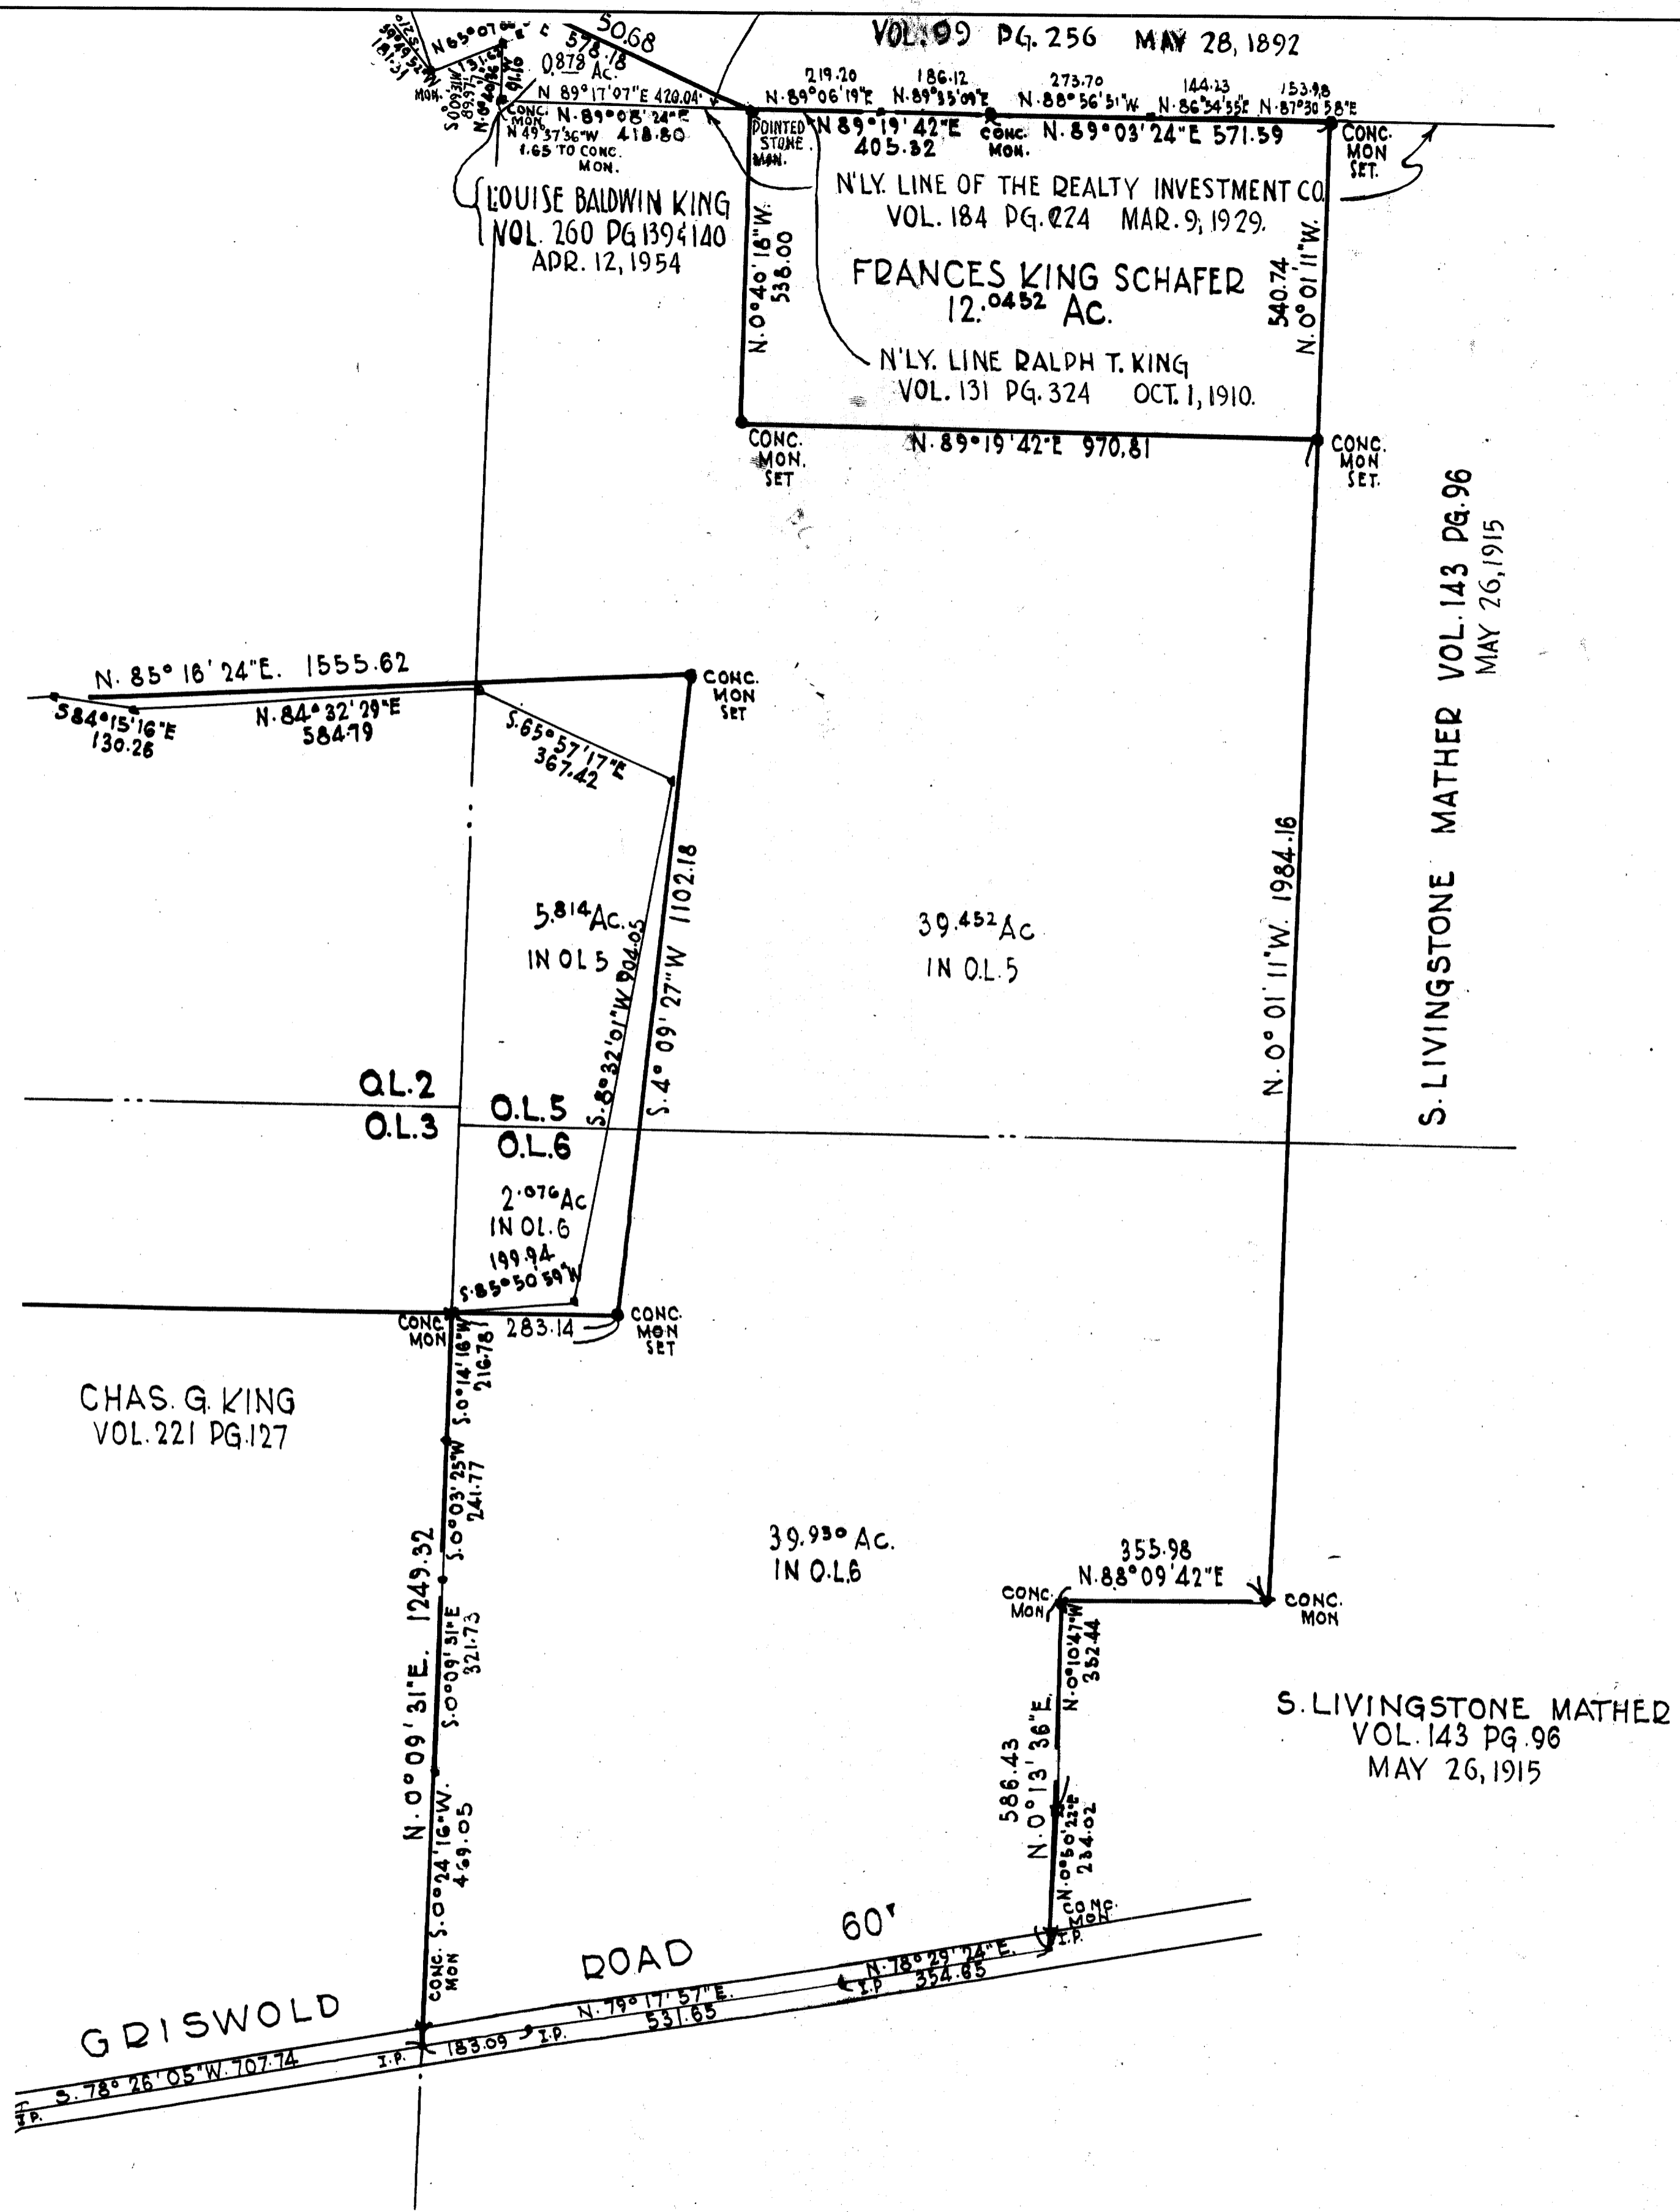 VOL. 99 PG. 256 MAY 28, 1892
50.68
578.18
0.878 Ac.
131.62
91.10
181.31
MON.
N 89°17'07"E 420.04'
CONC. MON.
N. 89°08'24"E
418.80
N 49°37'36"W
1.65 TO CONC. MON.
LOUISE BALDWIN KING
VOL. 260 PG 139&140
APR. 12, 1954
219.20
N. 89°06'19"E
186.12
N. 89°35'09"E
273.70
N. 88°56'51"W
144.23
N. 86°54'55"E
153.98
N. 87°30'58"E
POINTED
STONE
MON.
N 89°19'42"E
405.32
CONC.
MON.
N. 89°03'24"E 571.59
CONC.
MON
SET.
N'LY. LINE OF THE REALTY INVESTMENT CO.
VOL. 184 PG. 224 MAR. 9, 1929.
FRANCES KING SCHAFER
12.0452 AC.
N. 0°40'18"W.
538.00
540.74
N. 0°01'11"W.
N'LY. LINE RALPH T. KING
VOL. 131 PG. 324 OCT. 1, 1910.
CONC.
MON.
SET
N. 89°19'42"E 970.81
CONC.
MON
SET.
S. LIVINGSTONE MATHER VOL. 143 PG. 96
MAY 26, 1915
N. 85°16'24"E. 1555.62
CONC.
MON
SET
S84°15'16"E
130.26
N. 84°32'29"E
584.79
S. 65°57'17"E
367.42
5.814 Ac.
IN OL 5
S. 8°32'01"W 904.05
S. 4°09'27"W 1102.18
39.452 Ac
IN O.L.5
N. 0°01'11"W. 1984.16
O.L.2
O.L.3
O.L.5
O.L.6
2.076 Ac
IN OL.6
199.94
S. 85°50'59"W
CONC.
MON
283.14
CONC.
MON
SET
S. 0°14'16"W
216.78
CHAS. G. KING
VOL. 221 PG. 127
S. 0°03'25"W
241.77
N. 0°09'31"E. 1249.32
S. 0°09'31"E
321.73
S. 0°24'16"W.
469.05
CONC.
MON
39.930 Ac.
IN O.L.6
355.98
N. 88°09'42"E
CONC.
MON
CONC.
MON
N. 0°10'47"W
352.44
586.43
N. 0°13'36"E.
N. 0°50'22"E
234.02
CONC.
MON.
I.P.
S. LIVINGSTONE MATHER
VOL. 143 PG. 96
MAY 26, 1915
GRISWOLD ROAD 60'
N. 78°29'24"E.
354.65
I.P.
N. 79°17'57"E.
531.65
I.P.
183.09
I.P.
S. 78°26'05"W. 707.74
I.P.